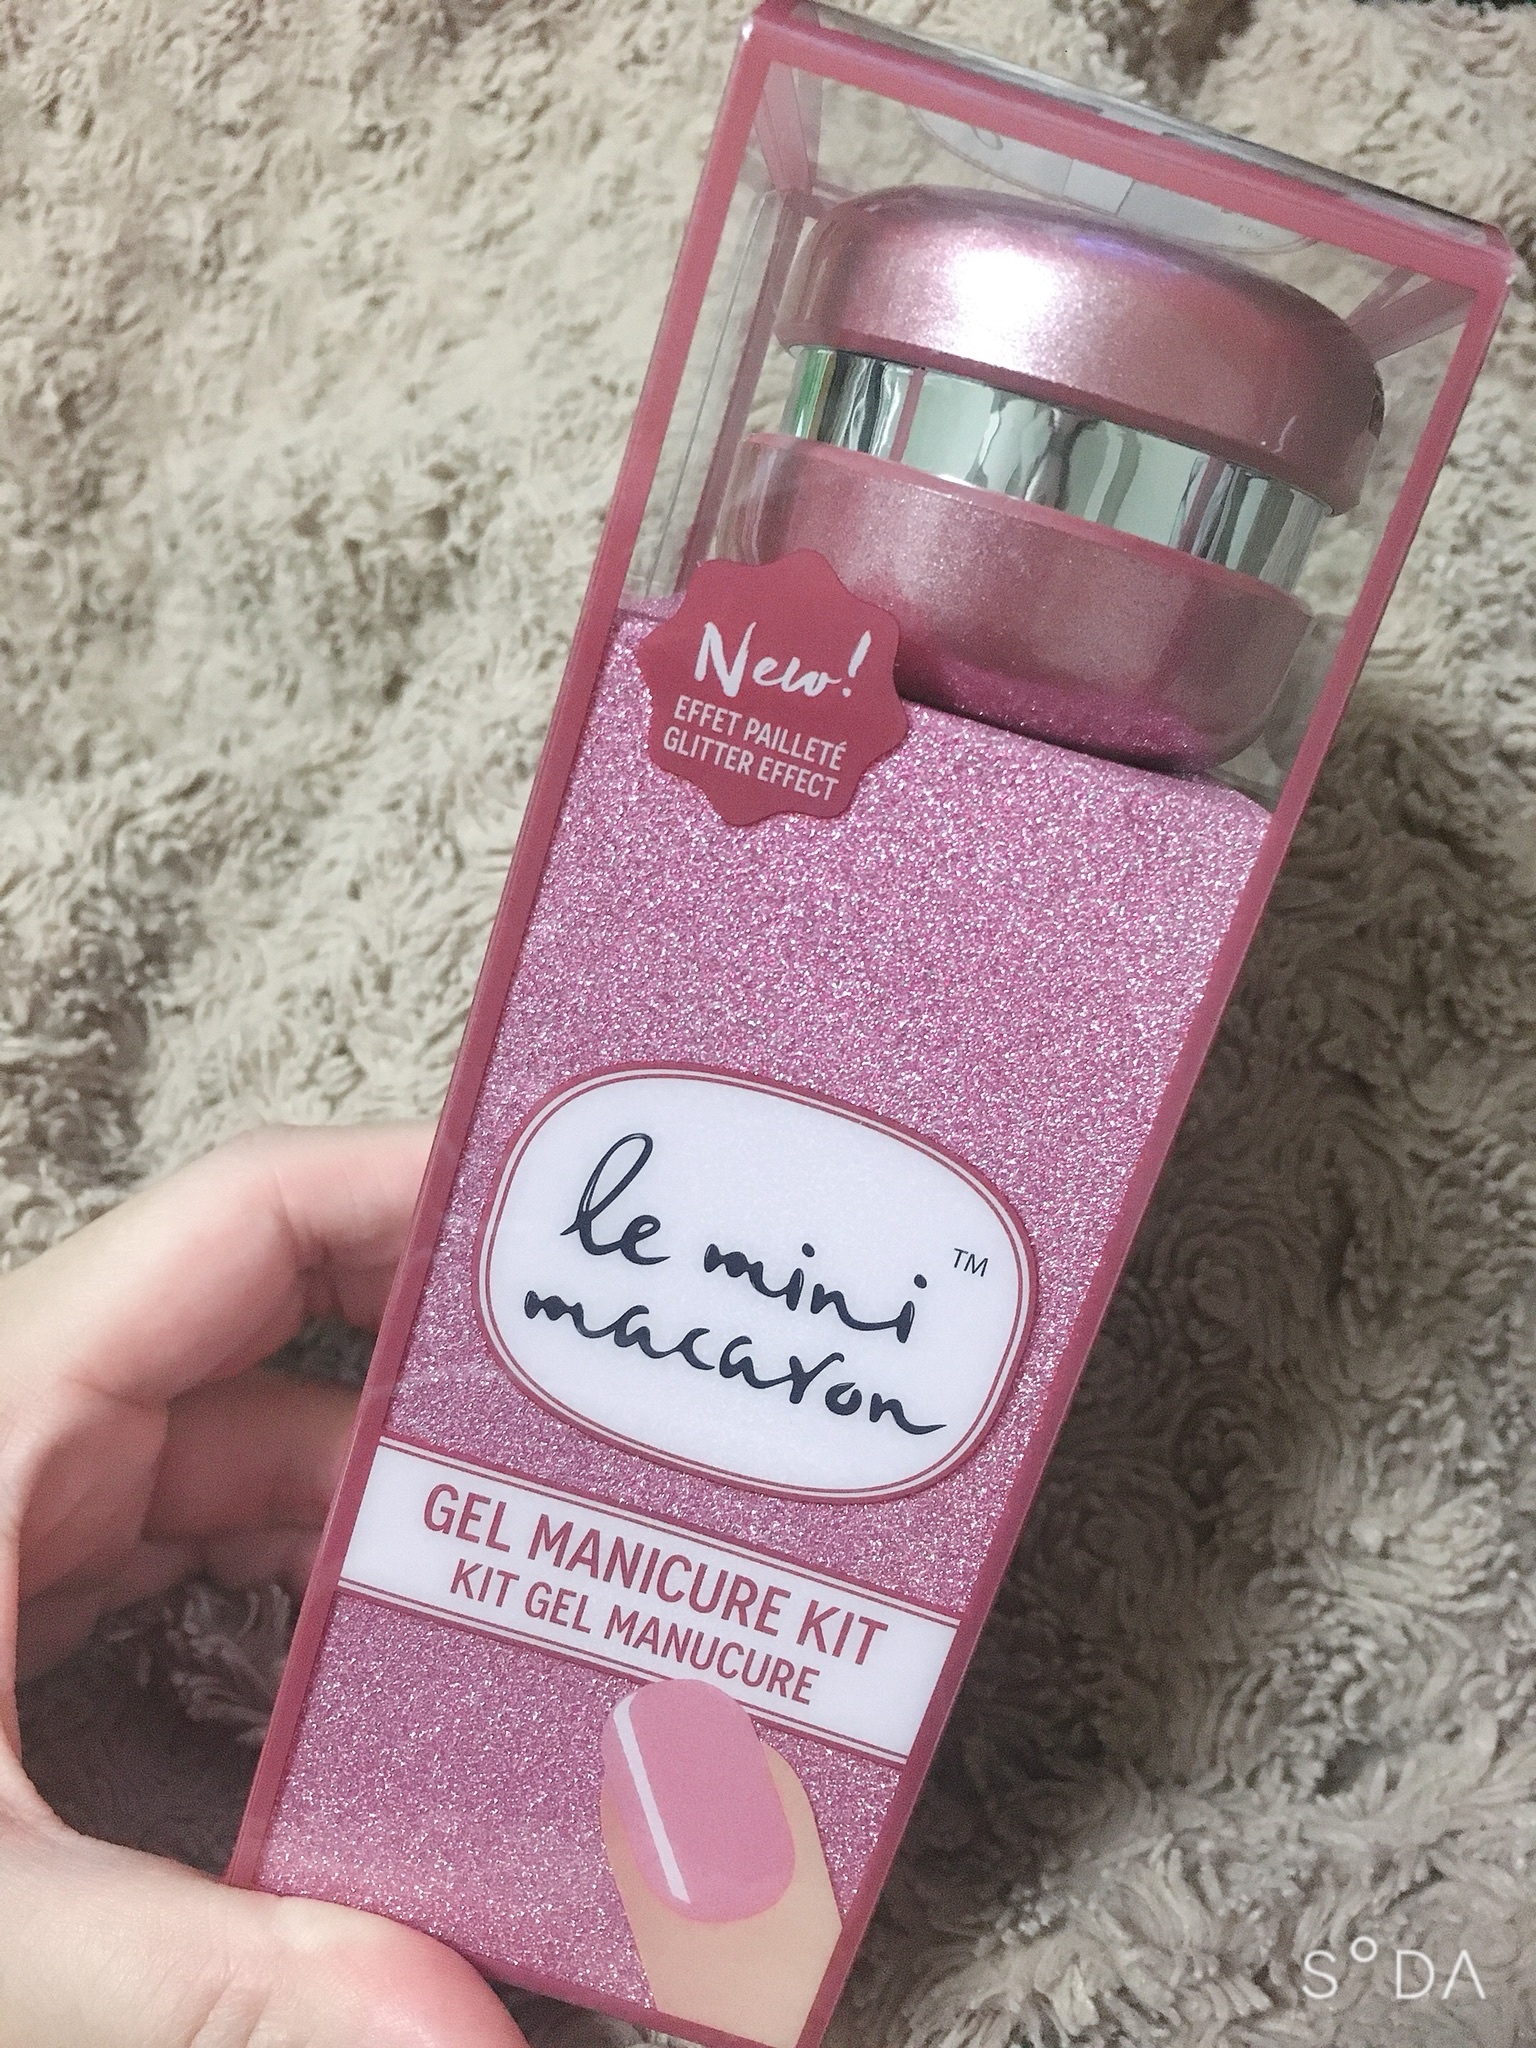 New!
EFFET PAILLETÉ
GLITTER EFFECT
le mini ™
macaron
GEL MANICURE KIT
KIT GEL MANUCURE
S°DA